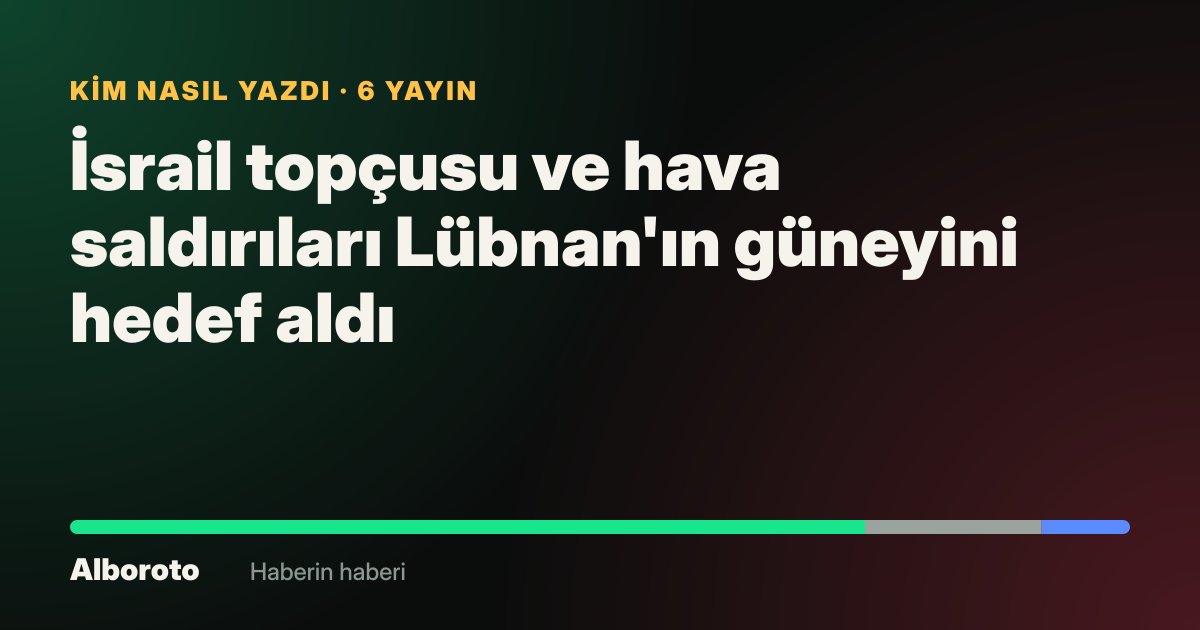 KİM NASIL YAZDI · 6 YAYIN
İsrail topçusu ve hava
saldırıları Lübnan'ın güneyini
hedef aldı
Alboroto
Haberin haberi